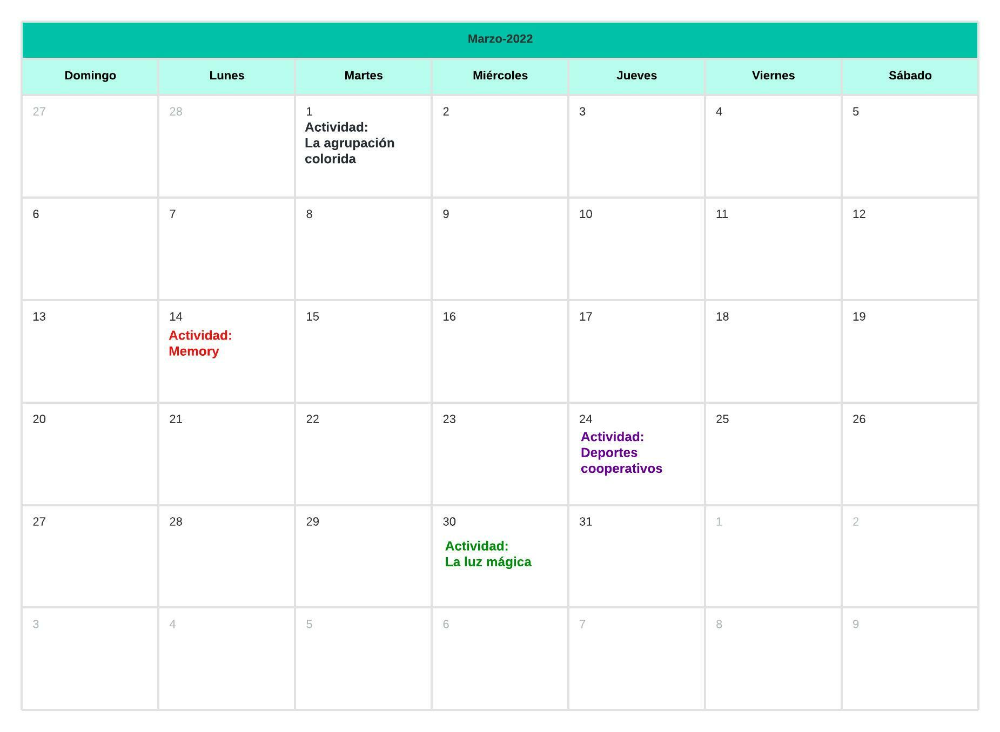 Marzo-2022
Domingo Lunes Martes Miércoles Jueves Viernes Sábado
27 28 1 2 3 4 5
Actividad:
La agrupación
colorida
6 7 8 9 10 11 12
13 14 15 16 17 18 19
Actividad:
Memory
20 21 22 23 24 25 26
Actividad:
Deportes
cooperativos
27 28 29 30 31 1 2
Actividad:
La luz mágica
3 4 5 6 7 8 9